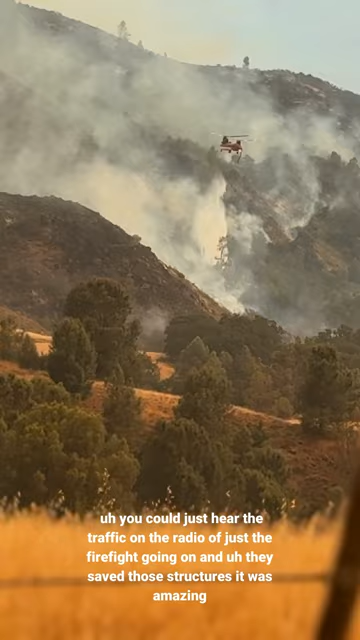 uh you could just hear the
traffic on the radio of just the
firefight going on and uh they
saved those structures it was
amazing